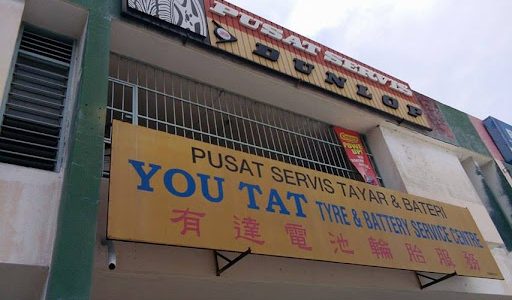 PUSAT SERVIS
DUNLOP
PUSAT SERVIS TAYAR & BATERI
YOU TAT TYRE & BATTERY SERVICE CENTRE
有達電池輪胎服務